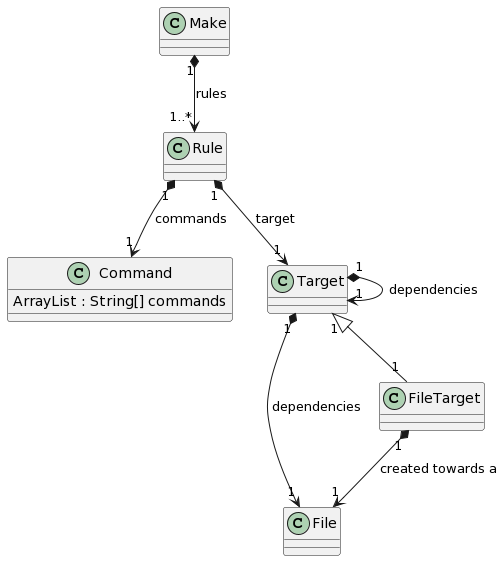 C Make
1
rules
1..*
C Rule
1 1
commands target
1 1
C Command
ArrayList : String[] commands
C Target
1
dependencies
1
1 1
1
dependencies
C FileTarget
1
created towards a
1 1
C File